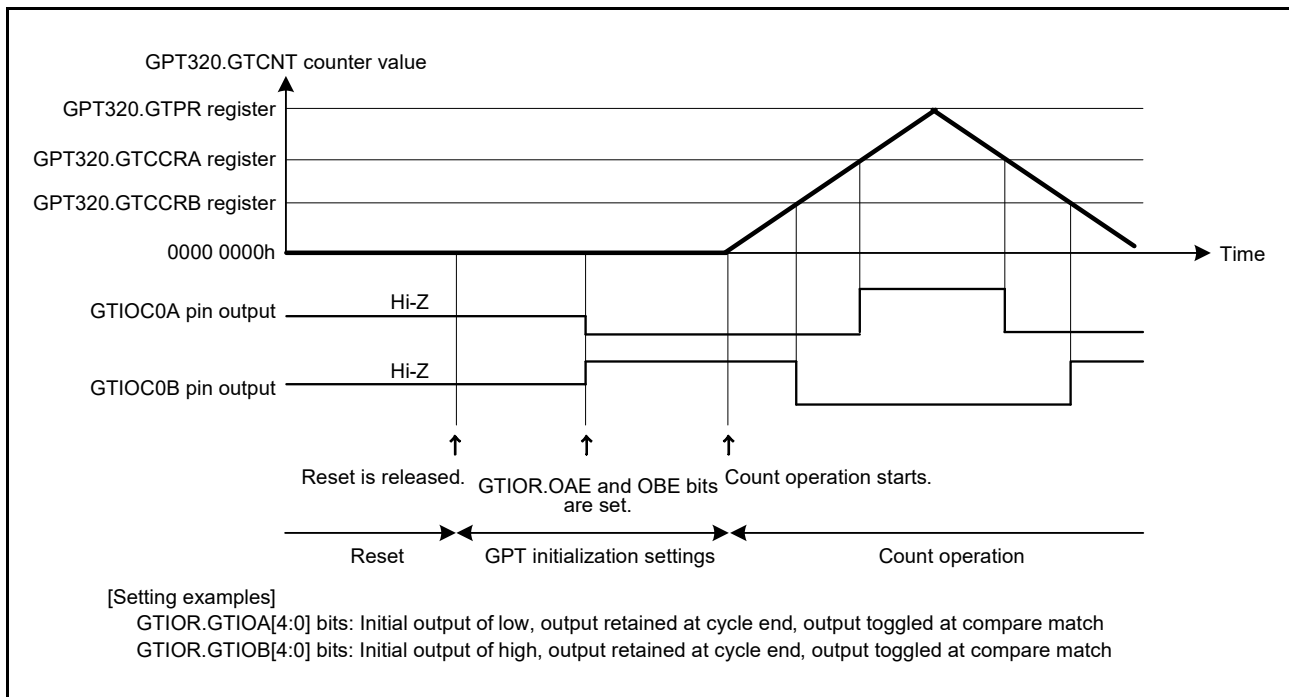 GPT320.GTCNT counter value
GPT320.GTPR register
GPT320.GTCCRA register
GPT320.GTCCRB register
0000 0000h
Time
GTIOC0A pin output
Hi-Z
GTIOC0B pin output
Hi-Z
Reset is released.
GTIOR.OAE and OBE bits
are set.
Count operation starts.
Reset
GPT initialization settings
Count operation
[Setting examples]
GTIOR.GTIOA[4:0] bits: Initial output of low, output retained at cycle end, output toggled at compare match
GTIOR.GTIOB[4:0] bits: Initial output of high, output retained at cycle end, output toggled at compare match